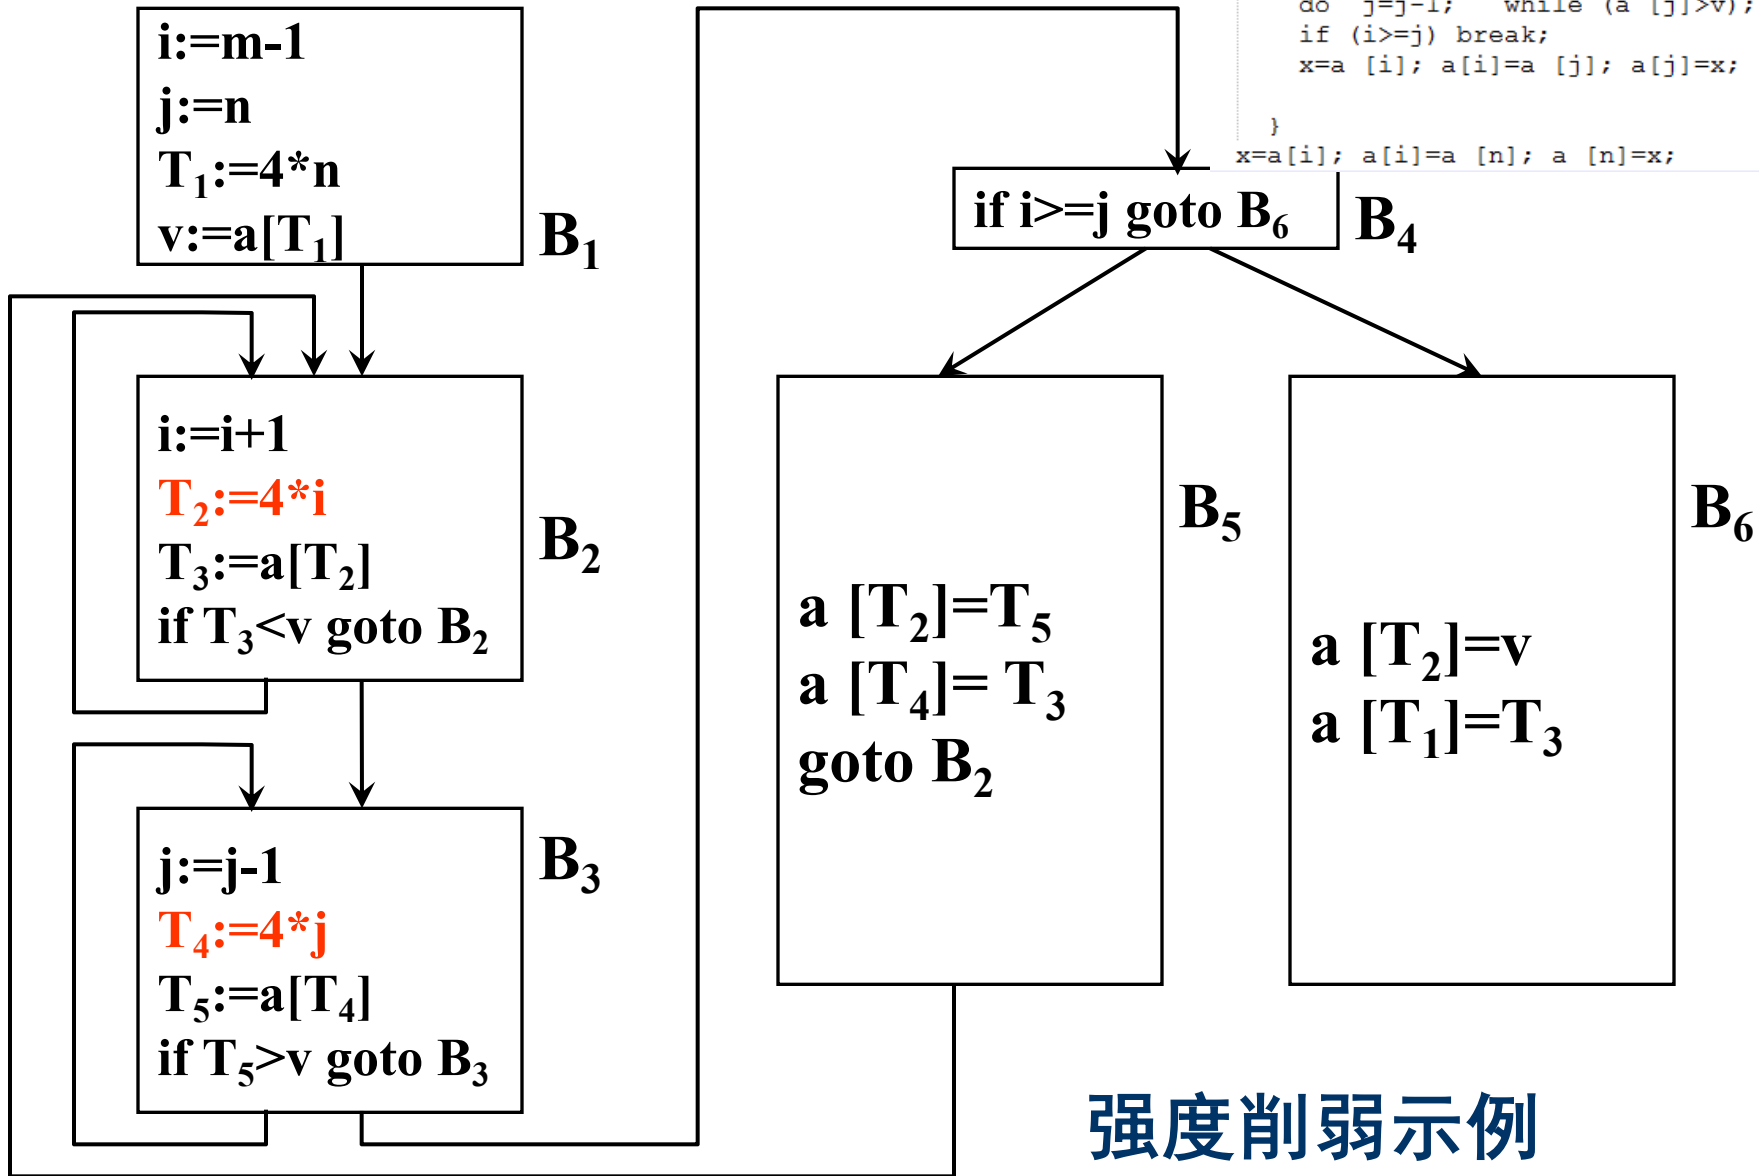 i:=m-1
j:=n
T₁:=4*n
v:=a[T₁]
B₁
i:=i+1
T₂:=4*i
T₃:=a[T₂]
if T₃<v goto B₂
B₂
j:=j-1
T₄:=4*j
T₅:=a[T₄]
if T₅>v goto B₃
B₃
do j=j-1; while (a [j]>v);
if (i>=j) break;
x=a [i]; a[i]=a [j]; a[j]=x;
}
x=a[i]; a[i]=a [n]; a [n]=x;
if i>=j goto B₆
B₄
a [T₂]=T₅
a [T₄]= T₃
goto B₂
B₅
a [T₂]=v
a [T₁]=T₃
B₆
强度削弱示例